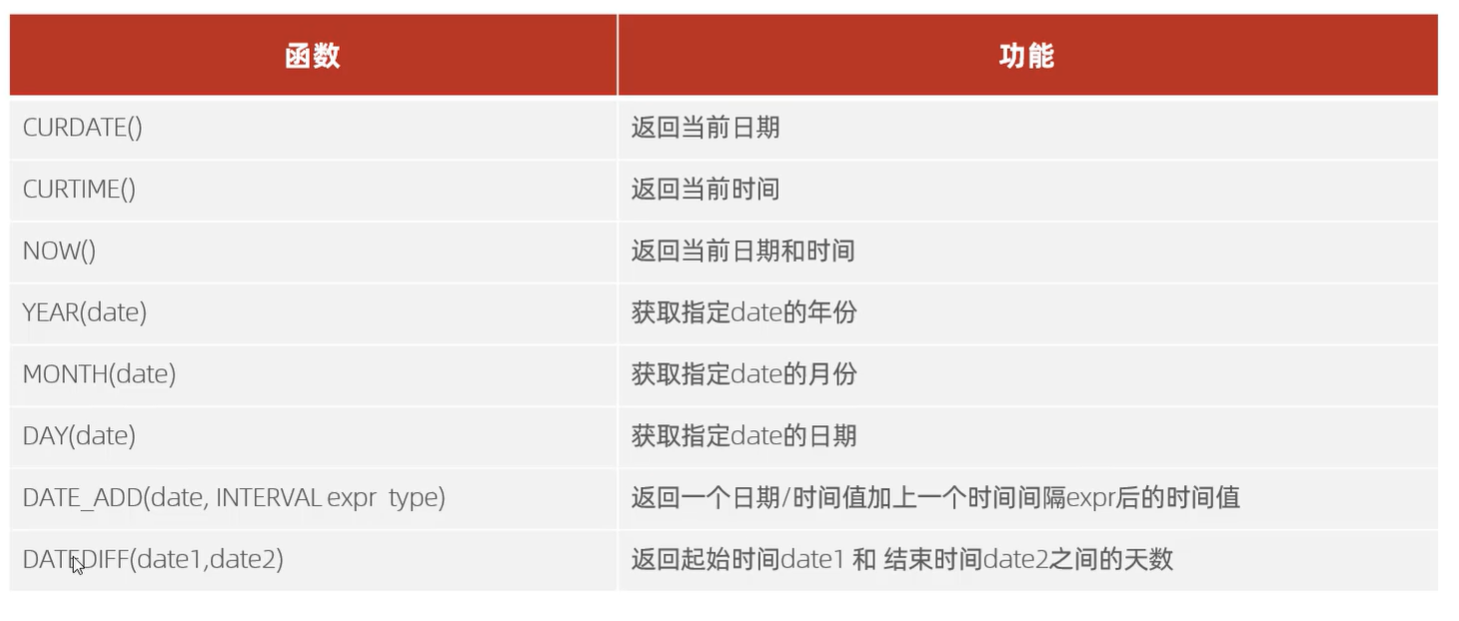 函数 功能
CURDATE() 返回当前日期
CURTIME() 返回当前时间
NOW() 返回当前日期和时间
YEAR(date) 获取指定date的年份
MONTH(date) 获取指定date的月份
DAY(date) 获取指定date的日期
DATE_ADD(date, INTERVAL expr type) 返回一个日期/时间值加上一个时间间隔expr后的时间值
DATEDIFF(date1,date2) 返回起始时间date1 和 结束时间date2之间的天数